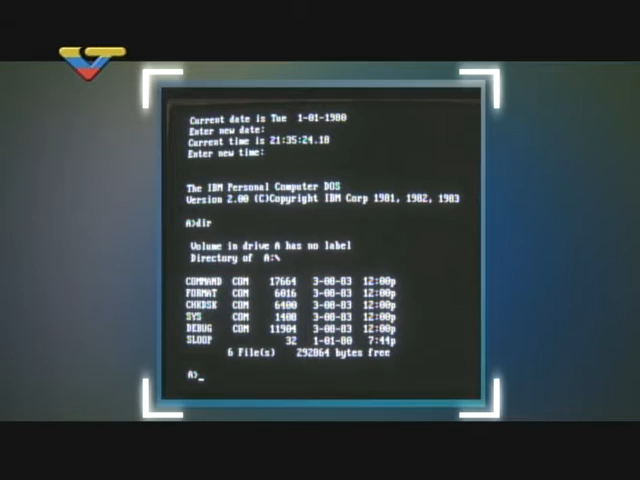 Current date is Tue 1-01-1980
Enter new date:
Current time is 21:35:24.18
Enter new time:
The IBM Personal Computer DOS
Version 2.00 (C)Copyright IBM Corp 1981, 1982, 1983
A>dir
Volume in drive A has no label
Directory of A:\
COMMAND COM 17664 3-08-83 12:00p
FORMAT COM 6016 3-08-83 12:00p
CHKDSK COM 6400 3-08-83 12:00p
SYS COM 1408 3-08-83 12:00p
DEBUG COM 11904 3-08-83 12:00p
SLOOP 32 1-01-80 7:44p
6 File(s) 292864 bytes free
A>_